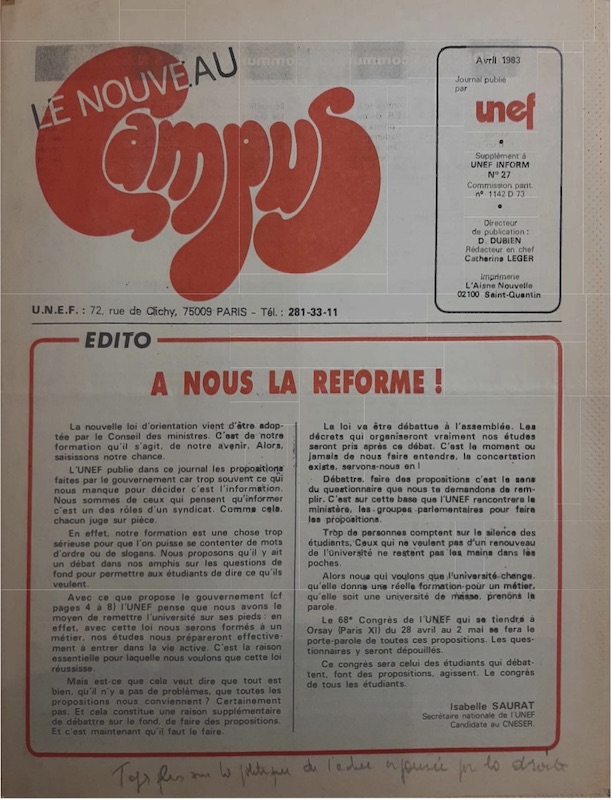 LE NOUVEAU
Campus
Avril 1983
Journal publié
par
unef
Supplément à
UNEF INFORM
N° 27
Commission parit.
n° 1142 D 73
Directeur
de publication :
D. DUBIEN
Rédacteur en chef
Catherine LEGER
Imprimerie
L'Aisne Nouvelle
02100 Saint-Quentin
U.N.E.F. : 72, rue de Clichy, 75009 PARIS - Tél. : 281-33-11
EDITO
A NOUS LA REFORME !
La nouvelle loi d'orientation vient d'être adop-
tée par le Conseil des ministres. C'est de notre
formation qu'il s'agit, de notre avenir. Alors,
saisissons notre chance.
L'UNEF publie dans ce journal les propositions
faites par le gouvernement car trop souvent ce qui
nous manque pour décider c'est l'information.
Nous sommes de ceux qui pensent qu'informer
c'est un des rôles d'un syndicat. Comme cela,
chacun juge sur pièce.
En effet, notre formation est une chose trop
sérieuse pour que l'on puisse se contenter de mots
d'ordre ou de slogans. Nous proposons qu'il y ait
un débat dans nos amphis sur les questions de
fond pour permettre aux étudiants de dire ce qu'ils
veulent.
Avec ce que propose le gouvernement (cf
pages 4 à 8) l'UNEF pense que nous avons le
moyen de remettre l'université sur ses pieds : en
effet, avec cette loi nous serons formés à un
métier, nos études nous prépareront effective-
ment à entrer dans la vie active. C'est la raison
essentielle pour laquelle nous voulons que cette loi
réussisse.
Mais est-ce que cela veut dire que tout est
bien, qu'il n'y a pas de problèmes, que toutes les
propositions nous conviennent ? Certainement
pas. Et cela constitue une raison supplémentaire
de débattre sur le fond, de faire des propositions.
Et c'est maintenant qu'il faut le faire.
La loi va être débattue à l'assemblée. Les
décrets qui organiseront vraiment nos études
seront pris après ce débat. C'est le moment ou
jamais de nous faire entendre, la concertation
existe, servons-nous en !
Débattre, faire des propositions c'est le sens
du questionnaire que nous te demandons de rem-
plir. C'est sur cette base que l'UNEF rencontrera le
ministère, les groupes parlementaires pour faire
les propositions.
Trop de personnes comptent sur le silence des
étudiants. Ceux qui ne veulent pas d'un renouveau
de l'Université ne restent pas les mains dans les
poches.
Alors nous qui voulons que l'université change,
qu'elle donne une réelle formation pour un métier,
qu'elle soit une université de masse, prenons la
parole.
Le 68e Congrès de l'UNEF qui se tiendra à
Orsay (Paris XI) du 28 avril au 2 mai se fera le
porte-parole de toutes ces propositions. Les ques-
tionnaires y seront dépouillés.
Ce congrès sera celui des étudiants qui débat-
tent, font des propositions, agissent. Le congrès
de tous les étudiants.
Isabelle SAURAT
Secrétaire nationale de l'UNEF
Candidate au CNESER.
sur la politique de par la droite